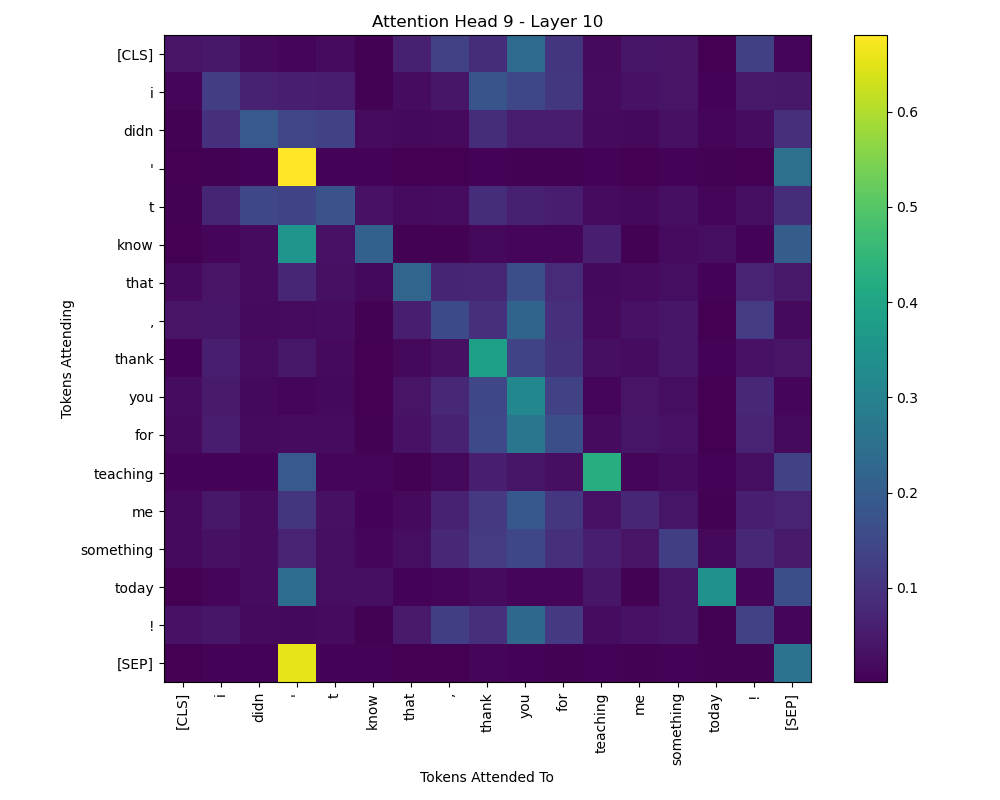 Attention Head 9 - Layer 10
[CLS]
i
didn
'
t
know
that
,
thank
you
for
teaching
me
something
today
!
[SEP]
Tokens Attending
[CLS]
i
didn
'
t
know
that
,
thank
you
for
teaching
me
something
today
!
[SEP]
Tokens Attended To
0.6
0.5
0.4
0.3
0.2
0.1